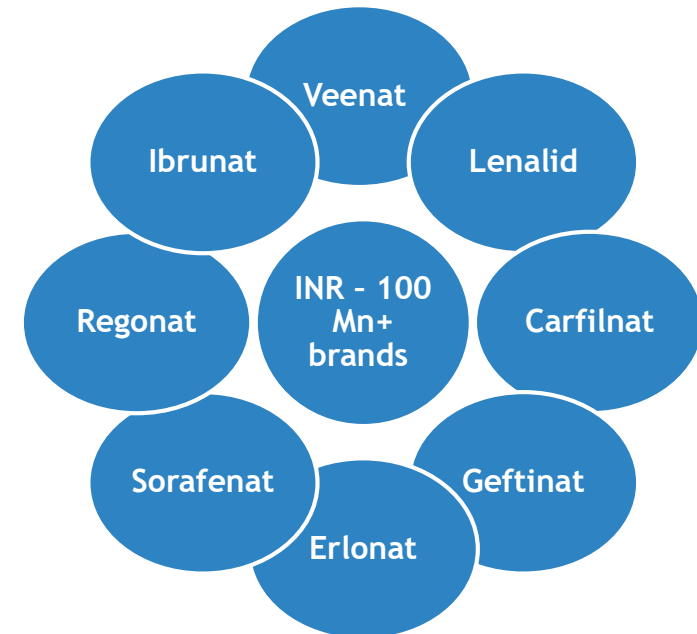 Veenat
Ibrunat
Lenalid
INR – 100
Mn+
brands
Regonat
Carfilnat
Sorafenat
Geftinat
Erlonat